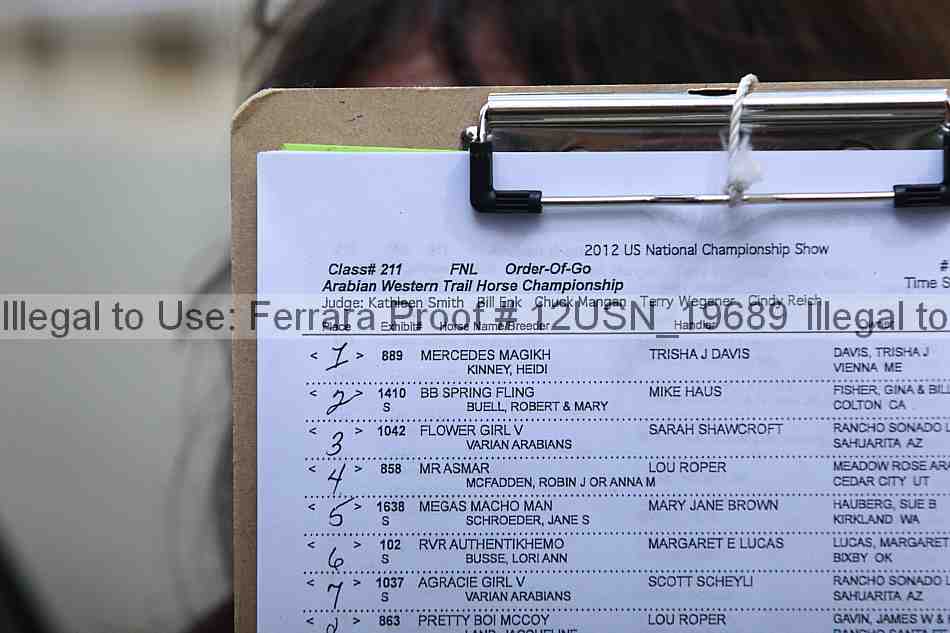 2012 US National Championship Show
Class# 211 FNL Order-Of-Go #
Arabian Western Trail Horse Championship Time S
Judge: Kathleen Smith Bill Enk Chuck Mangan Terry Wegener Cindy Reich
Illegal to Use: Ferrara Proof # 12USN_19689 Illegal to
Place Exhibit# Horse Name/Breeder Handler Owner
< 1 > 889 MERCEDES MAGIKH TRISHA J DAVIS DAVIS, TRISHA J
KINNEY, HEIDI VIENNA ME
< 2 > 1410 BB SPRING FLING MIKE HAUS FISHER, GINA & BILL
S BUELL, ROBERT & MARY COLTON CA
< 3 > 1042 FLOWER GIRL V SARAH SHAWCROFT RANCHO SONADO L
VARIAN ARABIANS SAHUARITA AZ
< 4 > 858 MR ASMAR LOU ROPER MEADOW ROSE ARA
MCFADDEN, ROBIN J OR ANNA M CEDAR CITY UT
< 5 > 1638 MEGAS MACHO MAN MARY JANE BROWN HAUBERG, SUE B
S SCHROEDER, JANE S KIRKLAND WA
< 6 > 102 RVR AUTHENTIKHEMO MARGARET E LUCAS LUCAS, MARGARET
S BUSSE, LORI ANN BIXBY OK
< 7 > 1037 AGRACIE GIRL V SCOTT SCHEYLI RANCHO SONADO L
S VARIAN ARABIANS SAHUARITA AZ
< > 863 PRETTY BOI MCCOY LOU ROPER GAVIN, JAMES W &